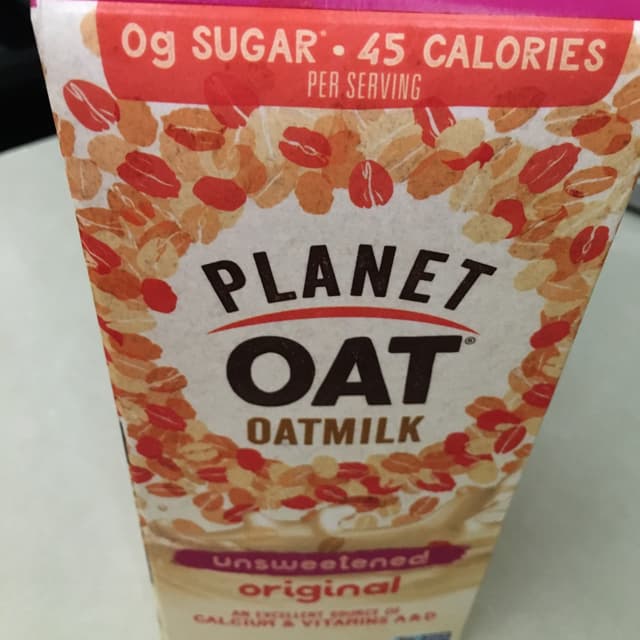 0g SUGAR* • 45 CALORIES
PER SERVING
PLANET
OAT®
OATMILK
unsweetened
original
AN EXCELLENT SOURCE OF
CALCIUM & VITAMINS A & D